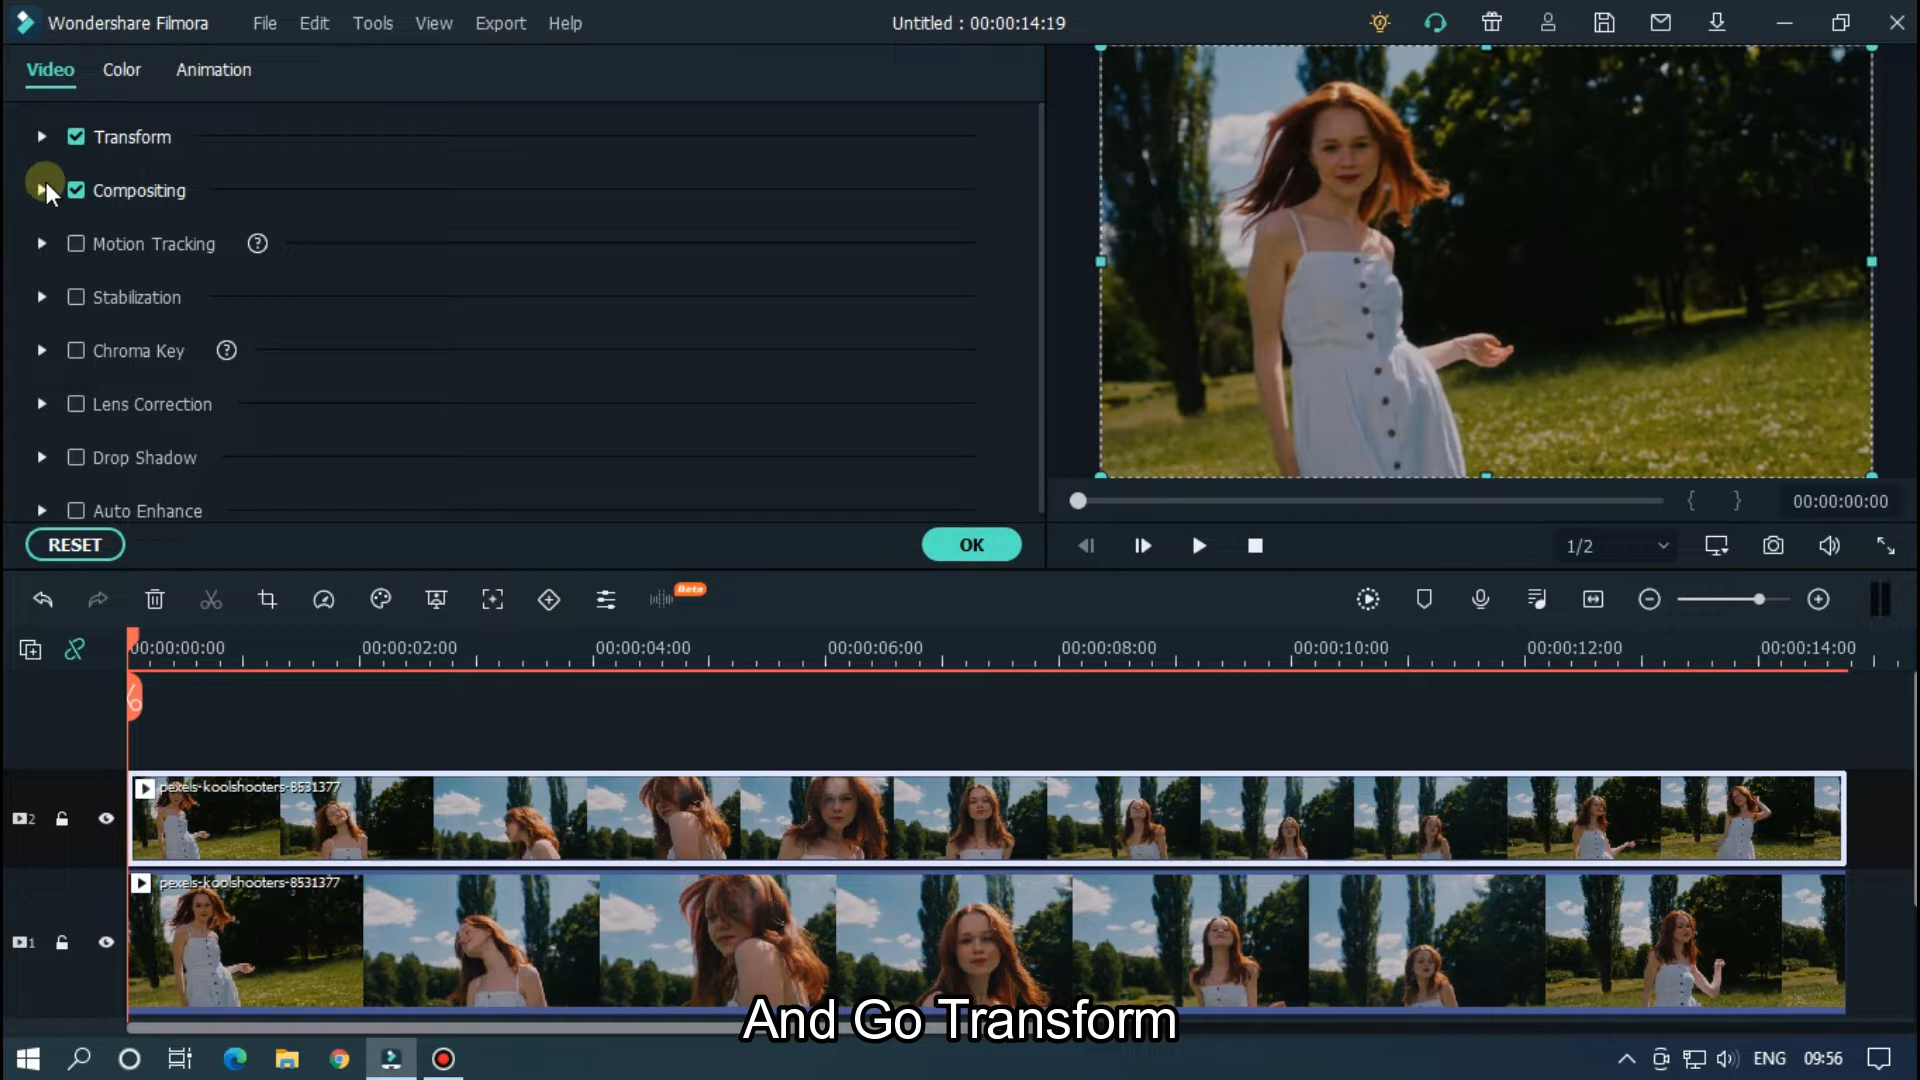 Wondershare Filmora File Edit Tools View Export Help Untitled : 00:00:14:19
Video Color Animation
Transform
Compositing
Motion Tracking ?
Stabilization
Chroma Key ?
Lens Correction
Drop Shadow
Auto Enhance
RESET OK
{ } 00:00:00:00
1/2
Beta
00:00:00:00 00:00:02:00 00:00:04:00 00:00:06:00 00:00:08:00 00:00:10:00 00:00:12:00 00:00:14:00
pexels-koolshooters-8531377
2
pexels-koolshooters-8531377
1
And Go Transform
ENG 09:56